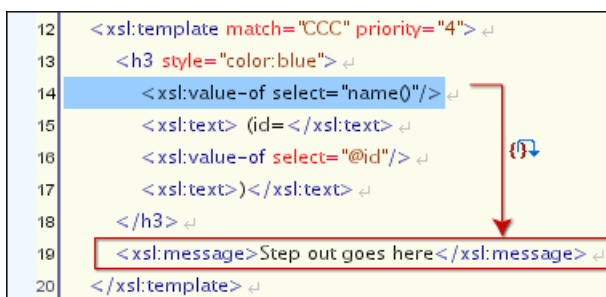 12 <xsl:template match="CCC" priority="4">
13 <h3 style="color:blue">
14 <xsl:value-of select="name()"/>
15 <xsl:text> (id=</xsl:text>
16 <xsl:value-of select="@id"/>
17 <xsl:text>)</xsl:text>
18 </h3>
19 <xsl:message>Step out goes here</xsl:message>
20 </xsl:template>